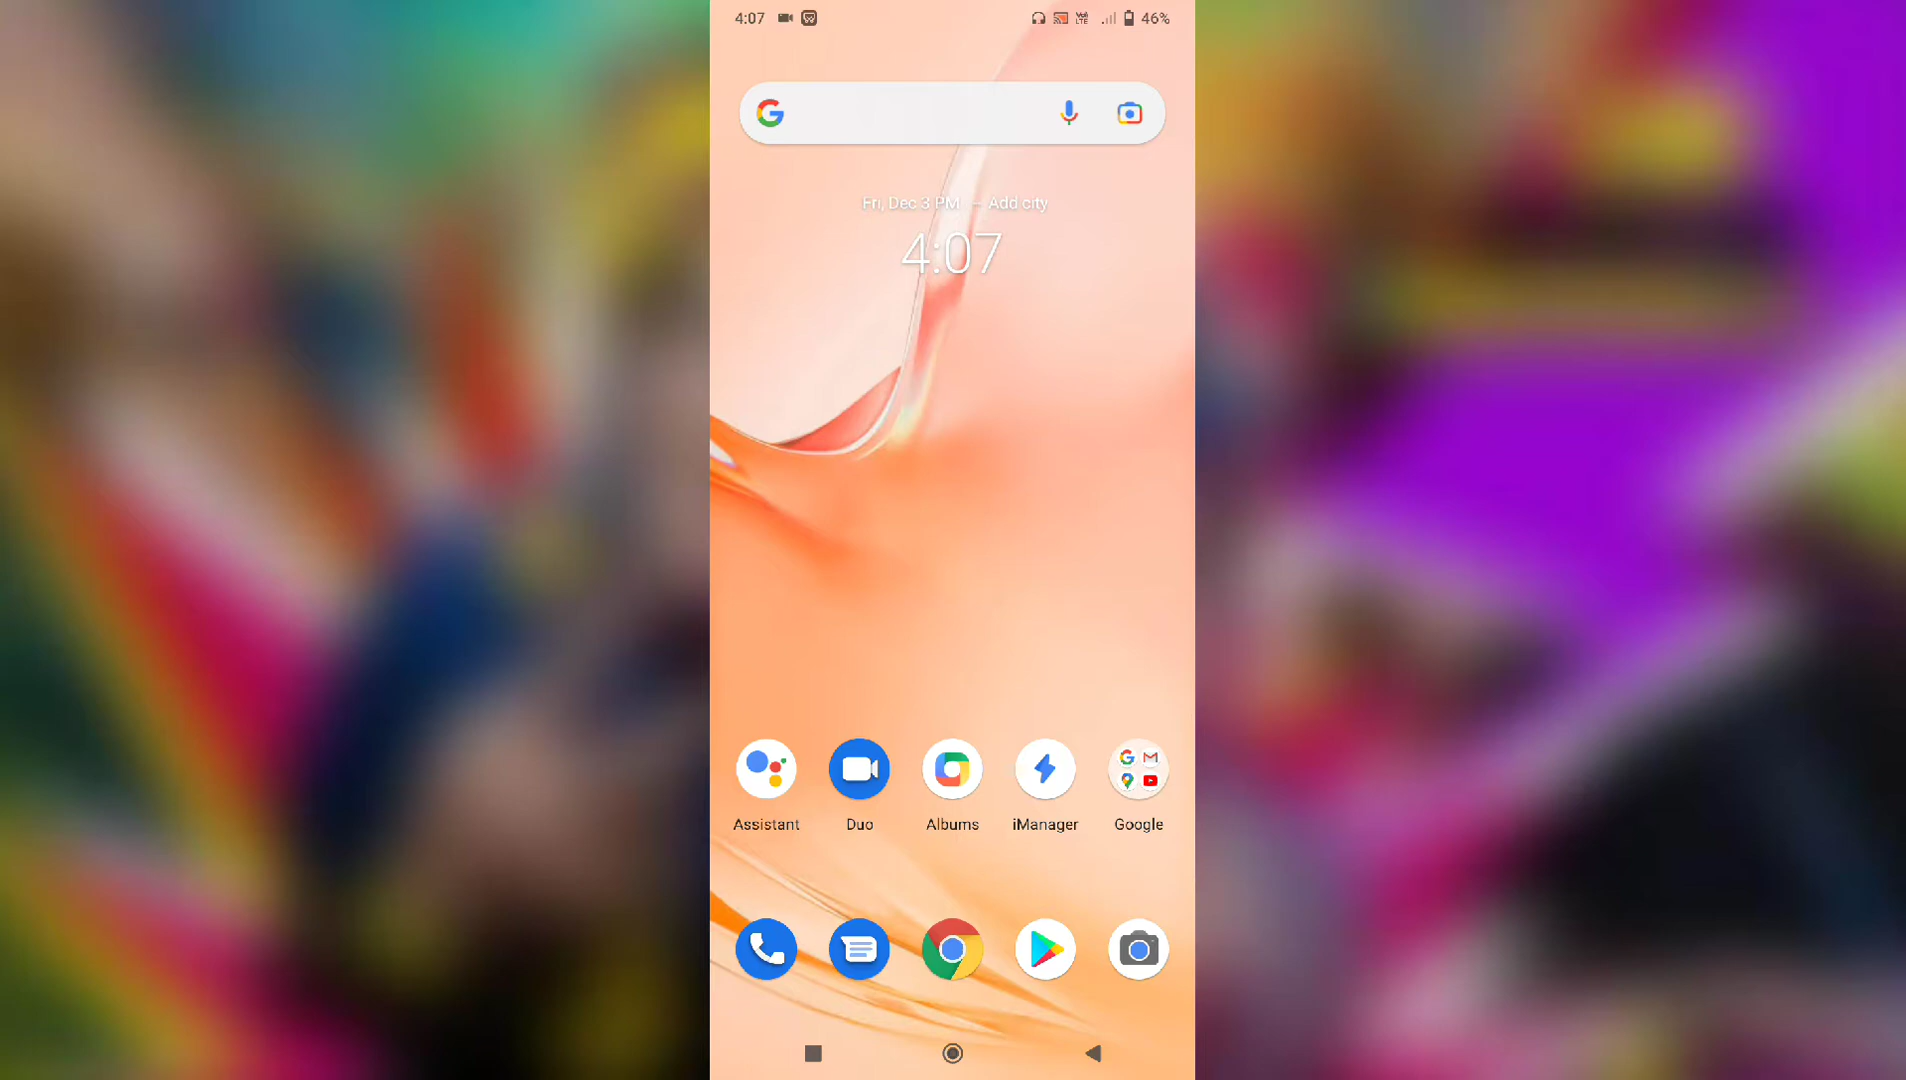 4:07 46%
Fri, Dec 3 PM – Add city
4:07
Assistant Duo Albums iManager Google